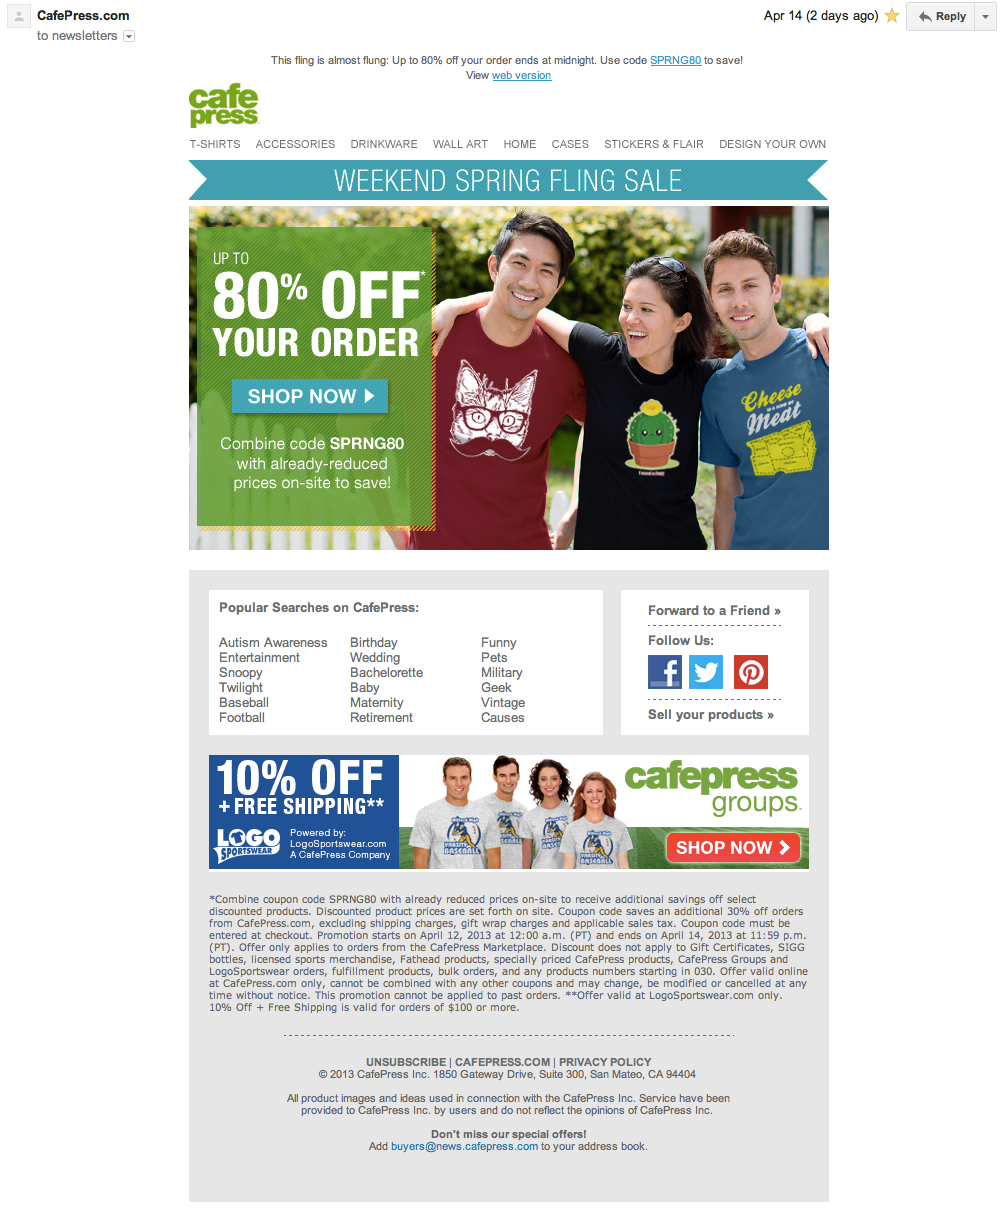 CafePress.com
Apr 14 (2 days ago)
Reply
to newsletters
This fling is almost flung: Up to 80% off your order ends at midnight. Use code SPRNG80 to save!
View web version
cafe
press
T-SHIRTS ACCESSORIES DRINKWARE WALL ART HOME CASES STICKERS & FLAIR DESIGN YOUR OWN
WEEKEND SPRING FLING SALE
UP TO
80% OFF*
YOUR ORDER
SHOP NOW
Combine code SPRNG80
with already-reduced
prices on-site to save!
Cheese
IS A KIND OF
Meat
Popular Searches on CafePress:
Autism Awareness Birthday Funny
Entertainment Wedding Pets
Snoopy Bachelorette Military
Twilight Baby Geek
Baseball Maternity Vintage
Football Retirement Causes
Forward to a Friend »
Follow Us:
Sell your products »
10% OFF
+ FREE SHIPPING**
LOGO
SPORTSWEAR
Powered by:
LogoSportswear.com
A CafePress Company
VARSITY
BASEBALL
VARSITY
BASEBALL
VARSITY
BASEBALL
VARSITY
BASEBALL
cafepress
groups
SHOP NOW
*Combine coupon code SPRNG80 with already reduced prices on-site to receive additional savings off select
discounted products. Discounted product prices are set forth on site. Coupon code saves an additional 30% off orders
from CafePress.com, excluding shipping charges, gift wrap charges and applicable sales tax. Coupon code must be
entered at checkout. Promotion starts on April 12, 2013 at 12:00 a.m. (PT) and ends on April 14, 2013 at 11:59 p.m.
(PT). Offer only applies to orders from the CafePress Marketplace. Discount does not apply to Gift Certificates, SIGG
bottles, licensed sports merchandise, Fathead products, specially priced CafePress products, CafePress Groups and
LogoSportswear orders, fulfillment products, bulk orders, and any products numbers starting in 030. Offer valid online
at CafePress.com only, cannot be combined with any other coupons and may change, be modified or cancelled at any
time without notice. This promotion cannot be applied to past orders. **Offer valid at LogoSportswear.com only.
10% Off + Free Shipping is valid for orders of $100 or more.
UNSUBSCRIBE | CAFEPRESS.COM | PRIVACY POLICY
© 2013 CafePress Inc. 1850 Gateway Drive, Suite 300, San Mateo, CA 94404
All product images and ideas used in connection with the CafePress Inc. Service have been
provided to CafePress Inc. by users and do not reflect the opinions of CafePress Inc.
Don't miss our special offers!
Add buyers@news.cafepress.com to your address book.